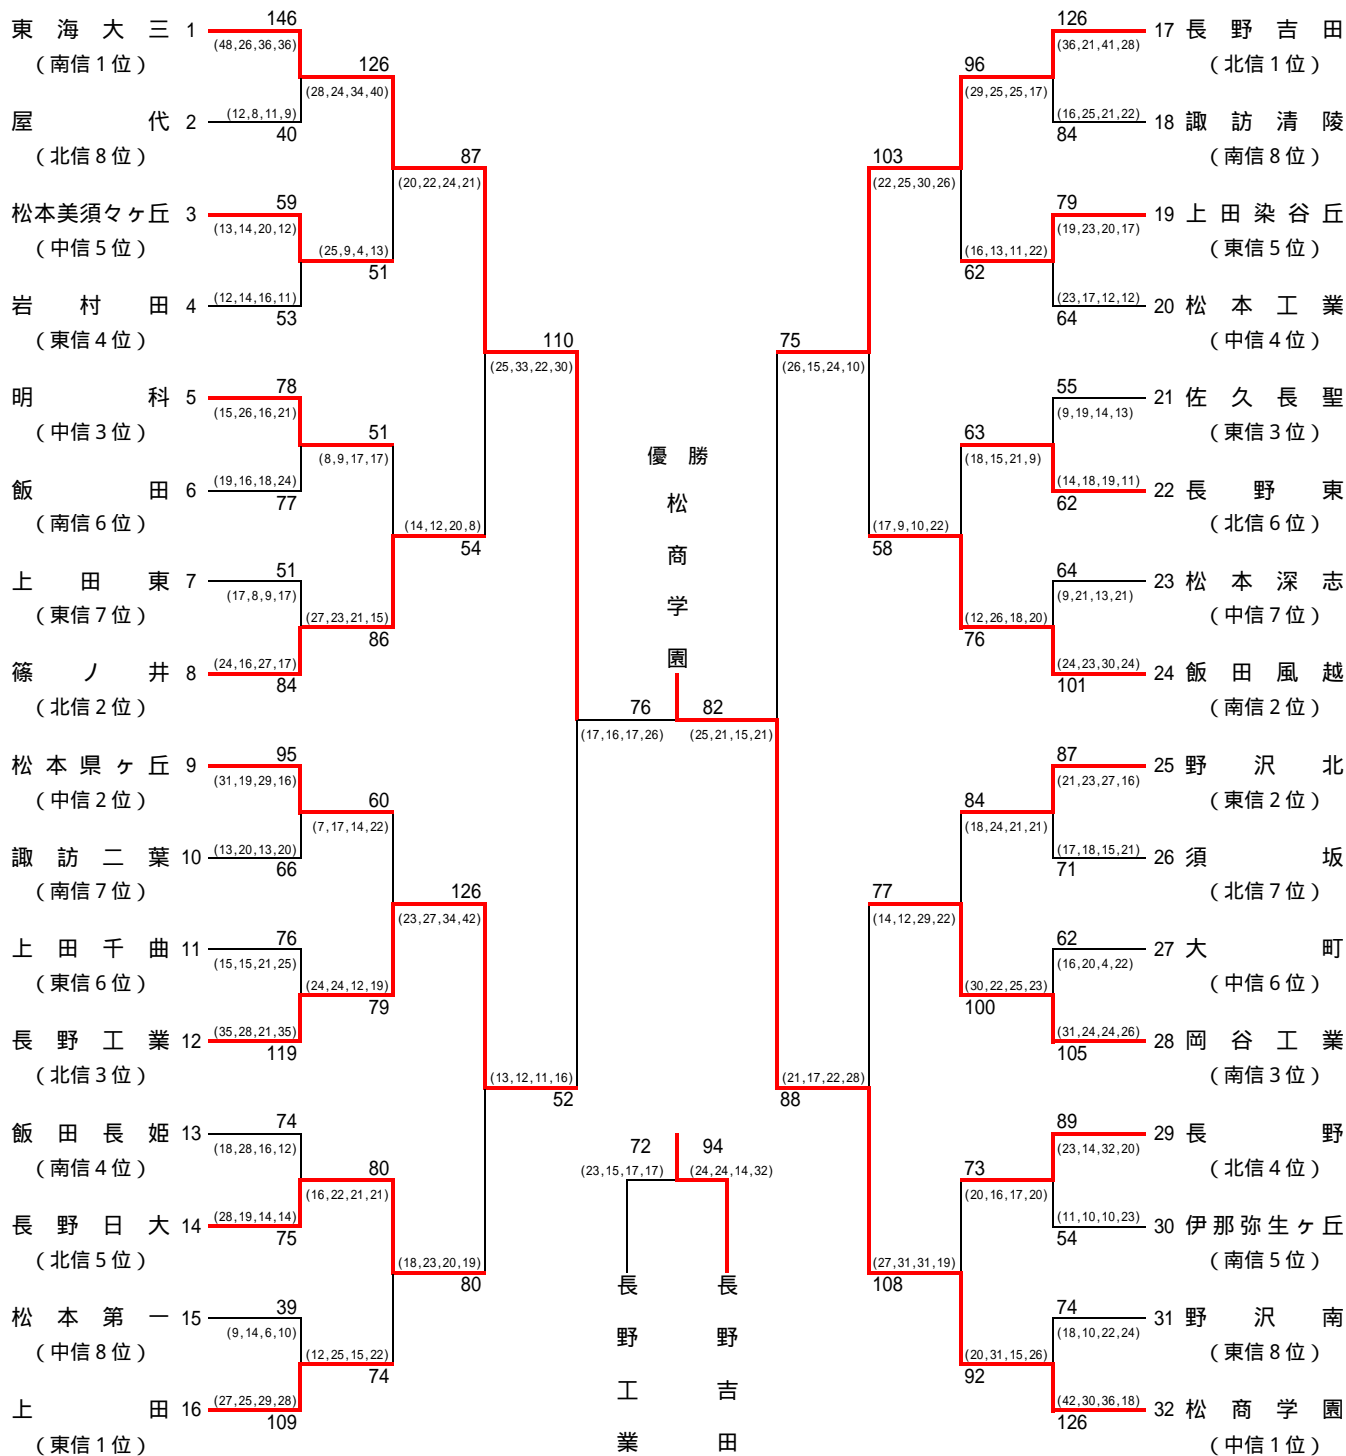 東海大三 1 146
(南信1位) (48,26,36,36)
126
(28,24,34,40)
屋代 2 (12,8,11,9)
(北信8位) 40
87
(20,22,24,21)
松本美須々ヶ丘 3 59
(中信5位) (13,14,20,12)
(25,9,4,13)
51
岩村田 4 (12,14,16,11)
(東信4位) 53
110
(25,33,22,30)
明科 5 78
(中信3位) (15,26,16,21)
51
(8,9,17,17)
飯田 6 (19,16,18,24)
(南信6位) 77
(14,12,20,8)
54
上田東 7 51
(東信7位) (17,8,9,17)
(27,23,21,15)
86
篠ノ井 8 (24,16,27,17)
(北信2位) 84
76
(17,16,17,26)
松本県ヶ丘 9 95
(中信2位) (31,19,29,16)
60
(7,17,14,22)
諏訪二葉 10 (13,20,13,20)
(南信7位) 66
126
(23,27,34,42)
上田千曲 11 76
(東信6位) (15,15,21,25)
(24,24,12,19)
79
長野工業 12 (35,28,21,35)
(北信3位) 119
(13,12,11,16)
52
飯田長姫 13 74
(南信4位) (18,28,16,12)
80
(16,22,21,21)
長野日大 14 (28,19,14,14)
(北信5位) 75
(18,23,20,19)
80
松本第一 15 39
(中信8位) (9,14,6,10)
(12,25,15,22)
74
上田 16 (27,25,29,28)
(東信1位) 109
優勝
松商学園
82
(25,21,15,21)
72 94
(23,15,17,17) (24,24,14,32)
長野工業
長野吉田
126 17 長野吉田
(36,21,41,28) (北信1位)
96
(29,25,25,17)
(16,25,21,22) 18 諏訪清陵
84 (南信8位)
103
(22,25,30,26)
79 19 上田染谷丘
(19,23,20,17) (東信5位)
(16,13,11,22)
62
(23,17,12,12) 20 松本工業
64 (中信4位)
75
(26,15,24,10)
55 21 佐久長聖
(9,19,14,13) (東信3位)
63
(18,15,21,9)
(14,18,19,11) 22 長野東
62 (北信6位)
(17,9,10,22)
58
64 23 松本深志
(9,21,13,21) (中信7位)
(12,26,18,20)
76
(24,23,30,24) 24 飯田風越
101 (南信2位)
87 25 野沢北
(21,23,27,16) (東信2位)
84
(18,24,21,21)
(17,18,15,21) 26 須坂
71 (北信7位)
77
(14,12,29,22)
62 27 大町
(16,20,4,22) (中信6位)
(30,22,25,23)
100
(31,24,24,26) 28 岡谷工業
105 (南信3位)
(21,17,22,28)
88
89 29 長野
(23,14,32,20) (北信4位)
73
(20,16,17,20)
(11,10,10,23) 30 伊那弥生ヶ丘
54 (南信5位)
(27,31,31,19)
108
74 31 野沢南
(18,10,22,24) (東信8位)
(20,31,15,26)
92
(42,30,36,18) 32 松商学園
126 (中信1位)